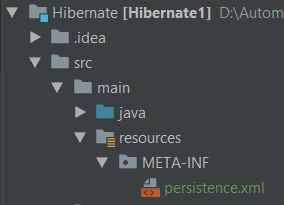 Hibernate [Hibernate1] D:\Autom
.idea
src
main
java
resources
META-INF
persistence.xml